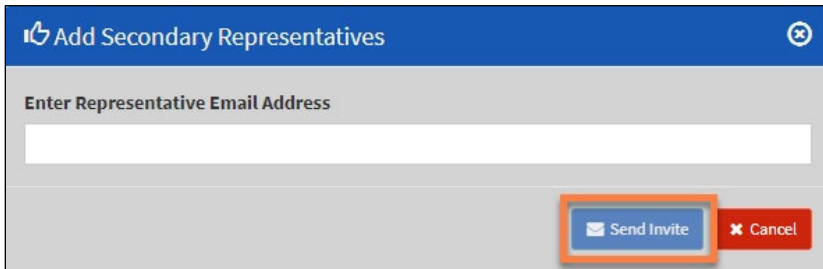 Add Secondary Representatives
Enter Representative Email Address
Send Invite
Cancel